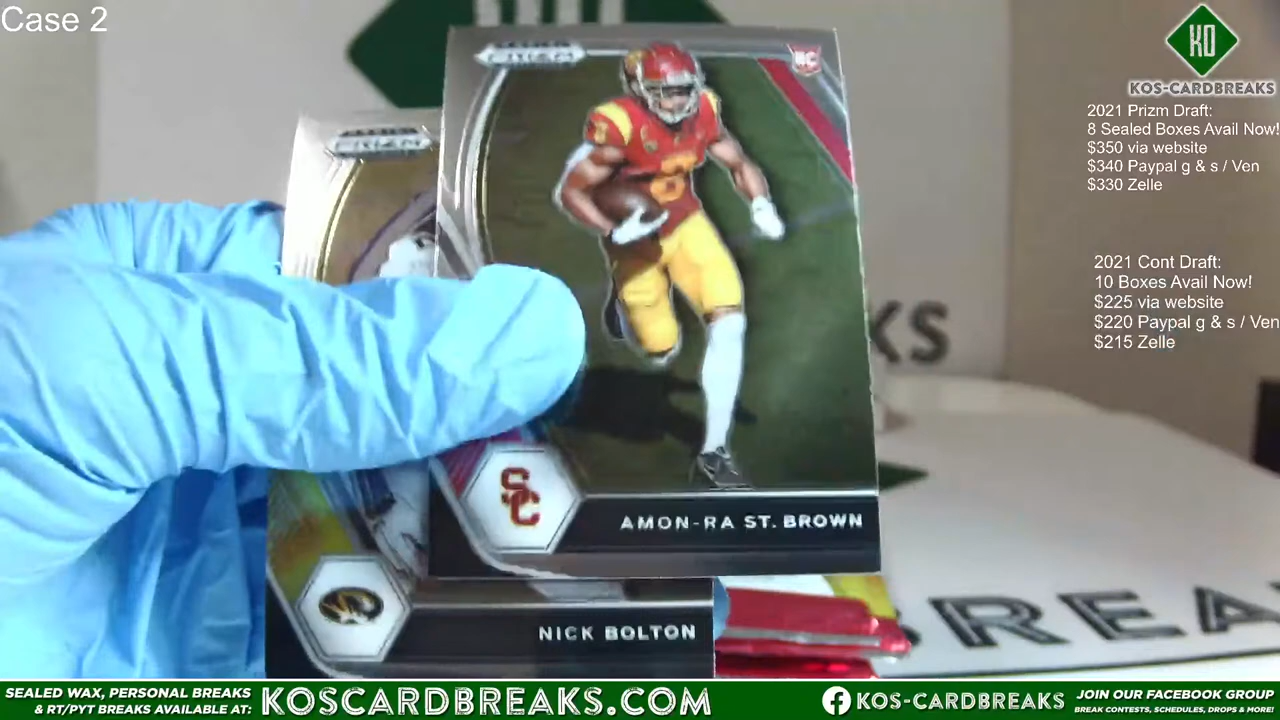 Case 2
KO
KOS-CARDBREAKS
2021 Prizm Draft:
8 Sealed Boxes Avail Now!
$350 via website
$340 Paypal g & s / Ven
$330 Zelle
2021 Cont Draft:
10 Boxes Avail Now!
$225 via website
$220 Paypal g & s / Ven
$215 Zelle
PRIZM
RC
PRIZM
6
KS
SC
AMON-RA ST. BROWN
NICK BOLTON
BREA
SEALED WAX, PERSONAL BREAKS
& RT/PYT BREAKS AVAILABLE AT:
KOSCARDBREAKS.COM
KOS-CARDBREAKS
JOIN OUR FACEBOOK GROUP
BREAK CONTESTS, SCHEDULES, DROPS & MORE!